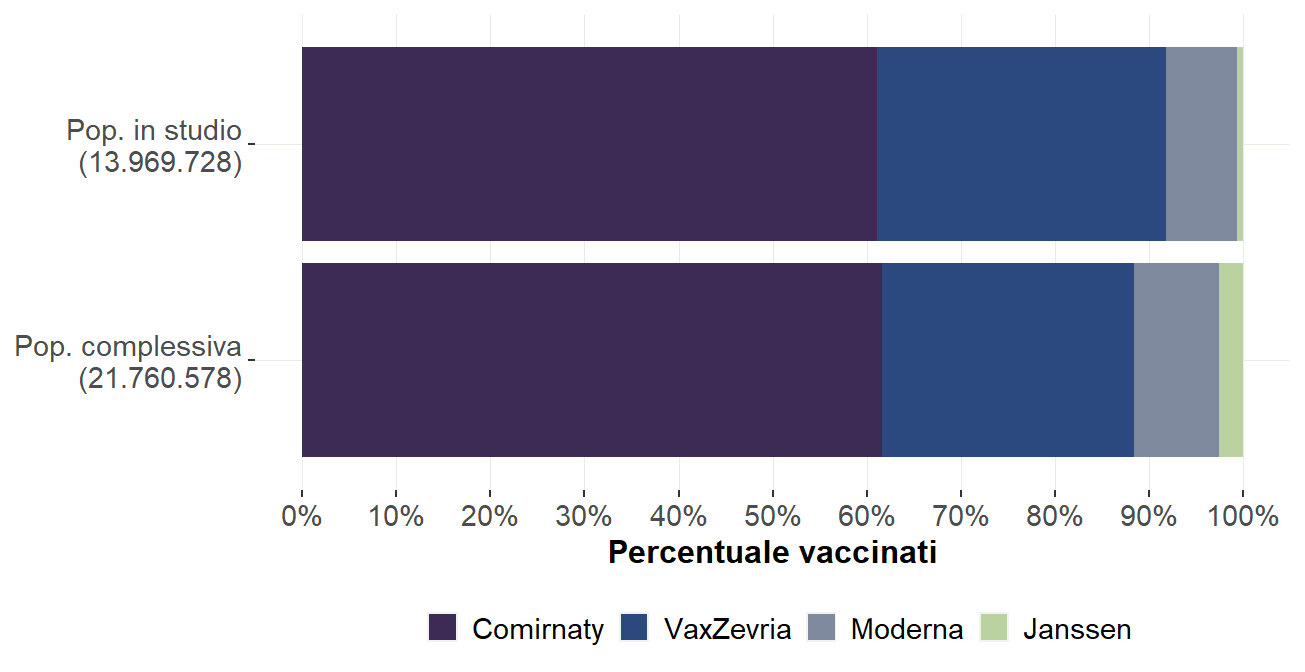 Pop. in studio
(13.969.728)
Pop. complessiva
(21.760.578)
0% 10% 20% 30% 40% 50% 60% 70% 80% 90% 100%
Percentuale vaccinati
Comirnaty VaxZevria Moderna Janssen